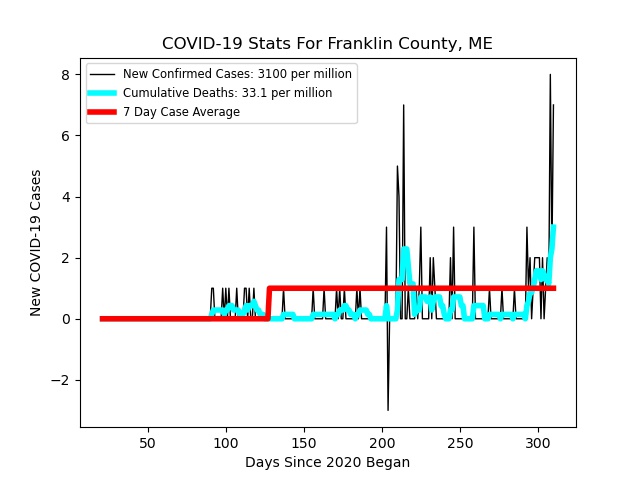 COVID-19 Stats For Franklin County, ME
New Confirmed Cases: 3100 per million
Cumulative Deaths: 33.1 per million
7 Day Case Average
8
6
4
2
0
−2
New COVID-19 Cases
50 100 150 200 250 300
Days Since 2020 Began